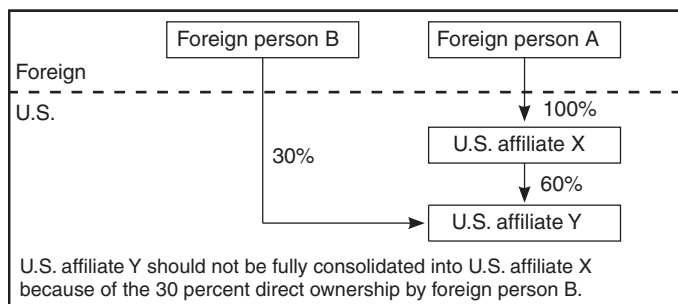 Foreign person B
Foreign person A
Foreign
U.S.
100%
U.S. affiliate X
30%
60%
U.S. affiliate Y
U.S. affiliate Y should not be fully consolidated into U.S. affiliate X
because of the 30 percent direct ownership by foreign person B.